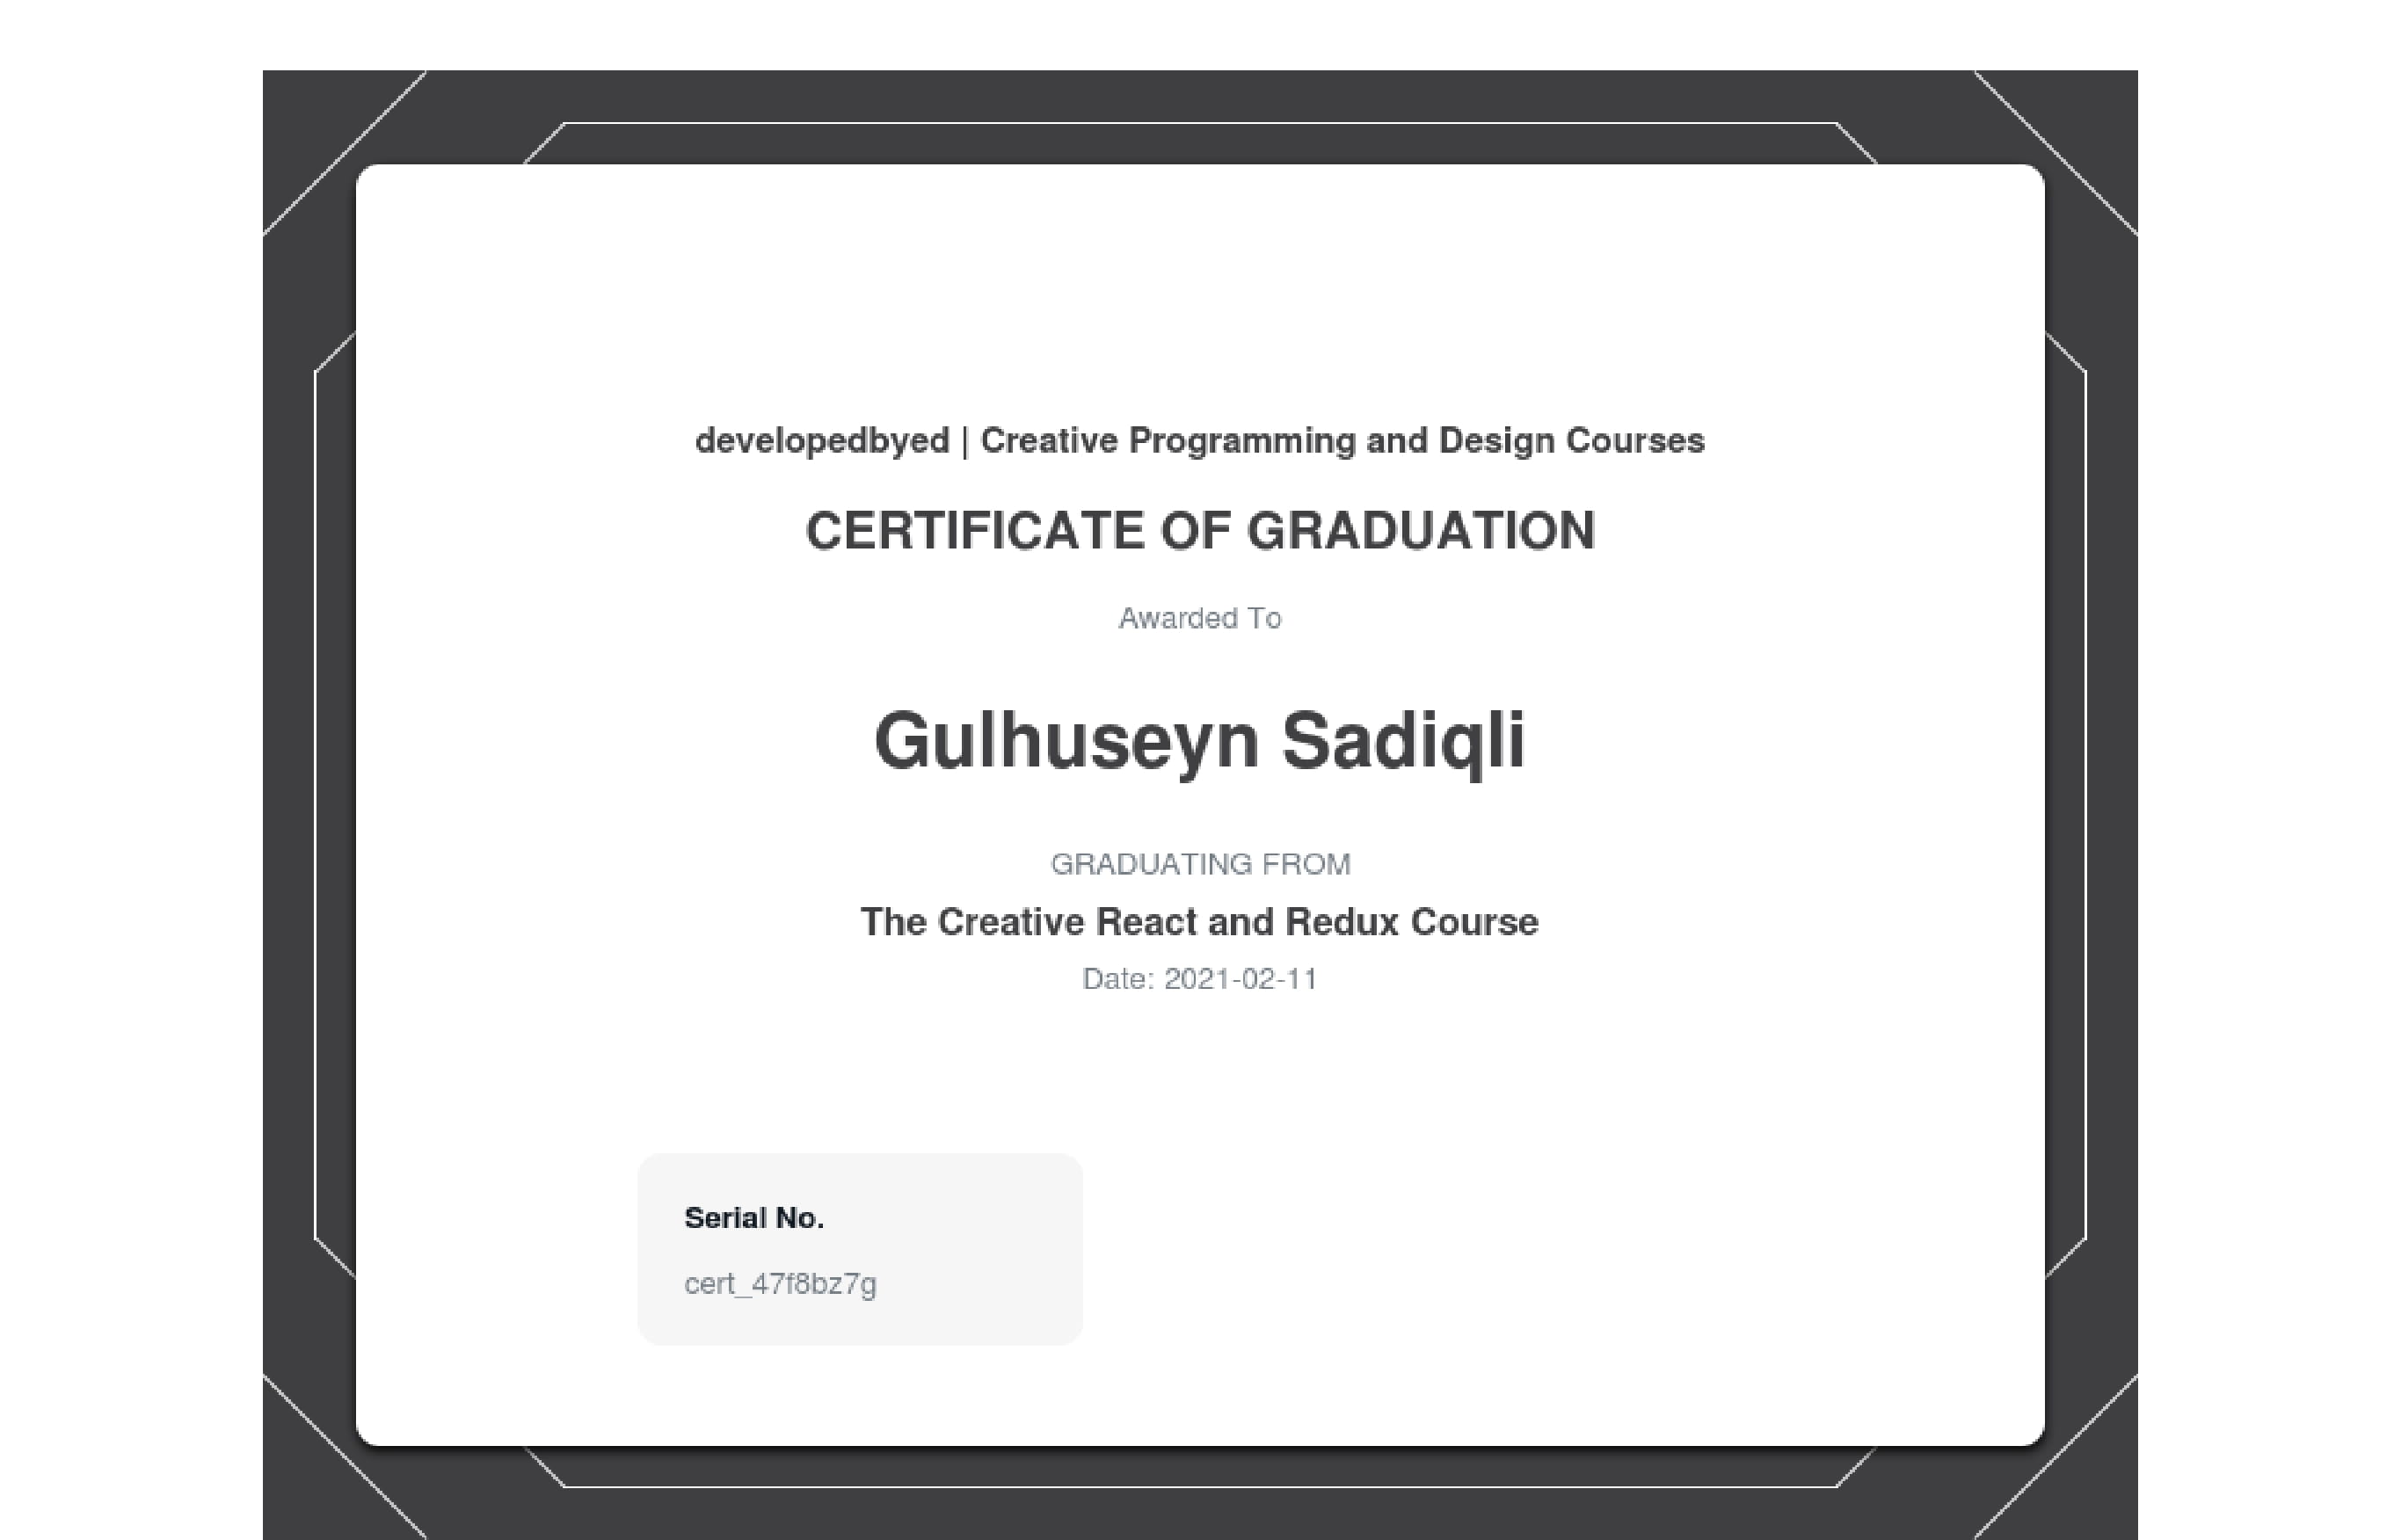 developedbyed | Creative Programming and Design Courses
CERTIFICATE OF GRADUATION
Awarded To
Gulhuseyn Sadiqli
GRADUATING FROM
The Creative React and Redux Course
Date: 2021-02-11
Serial No.
cert_47f8bz7g